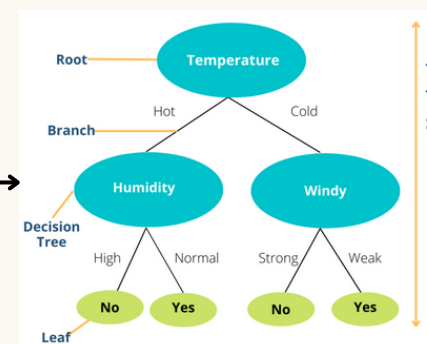 Root
Temperature
Hot
Cold
Branch
Humidity
Windy
Decision
Tree
High
Normal
Strong
Weak
No
Yes
No
Yes
Leaf